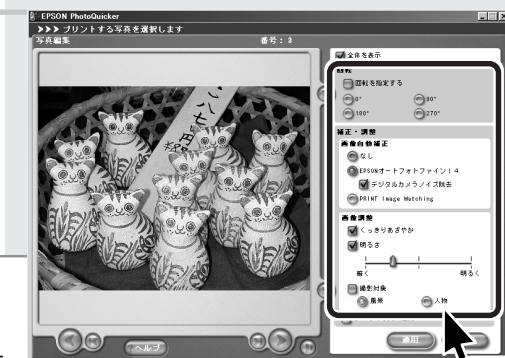 EPSON PhotoQuicker
>>> プリントする写真を選択します
写真編集
番号: 3
全体を表示
回転
回転を指定する
0°
90°
180°
270°
補正・調整
画像自動補正
なし
EPSONオートフォトファイン!4
デジタルカメラノイズ除去
PRINT Image Matching
画像調整
くっきりあざやか
明るさ
暗く
明るく
撮影対象
風景
人物
ヘルプ
適用